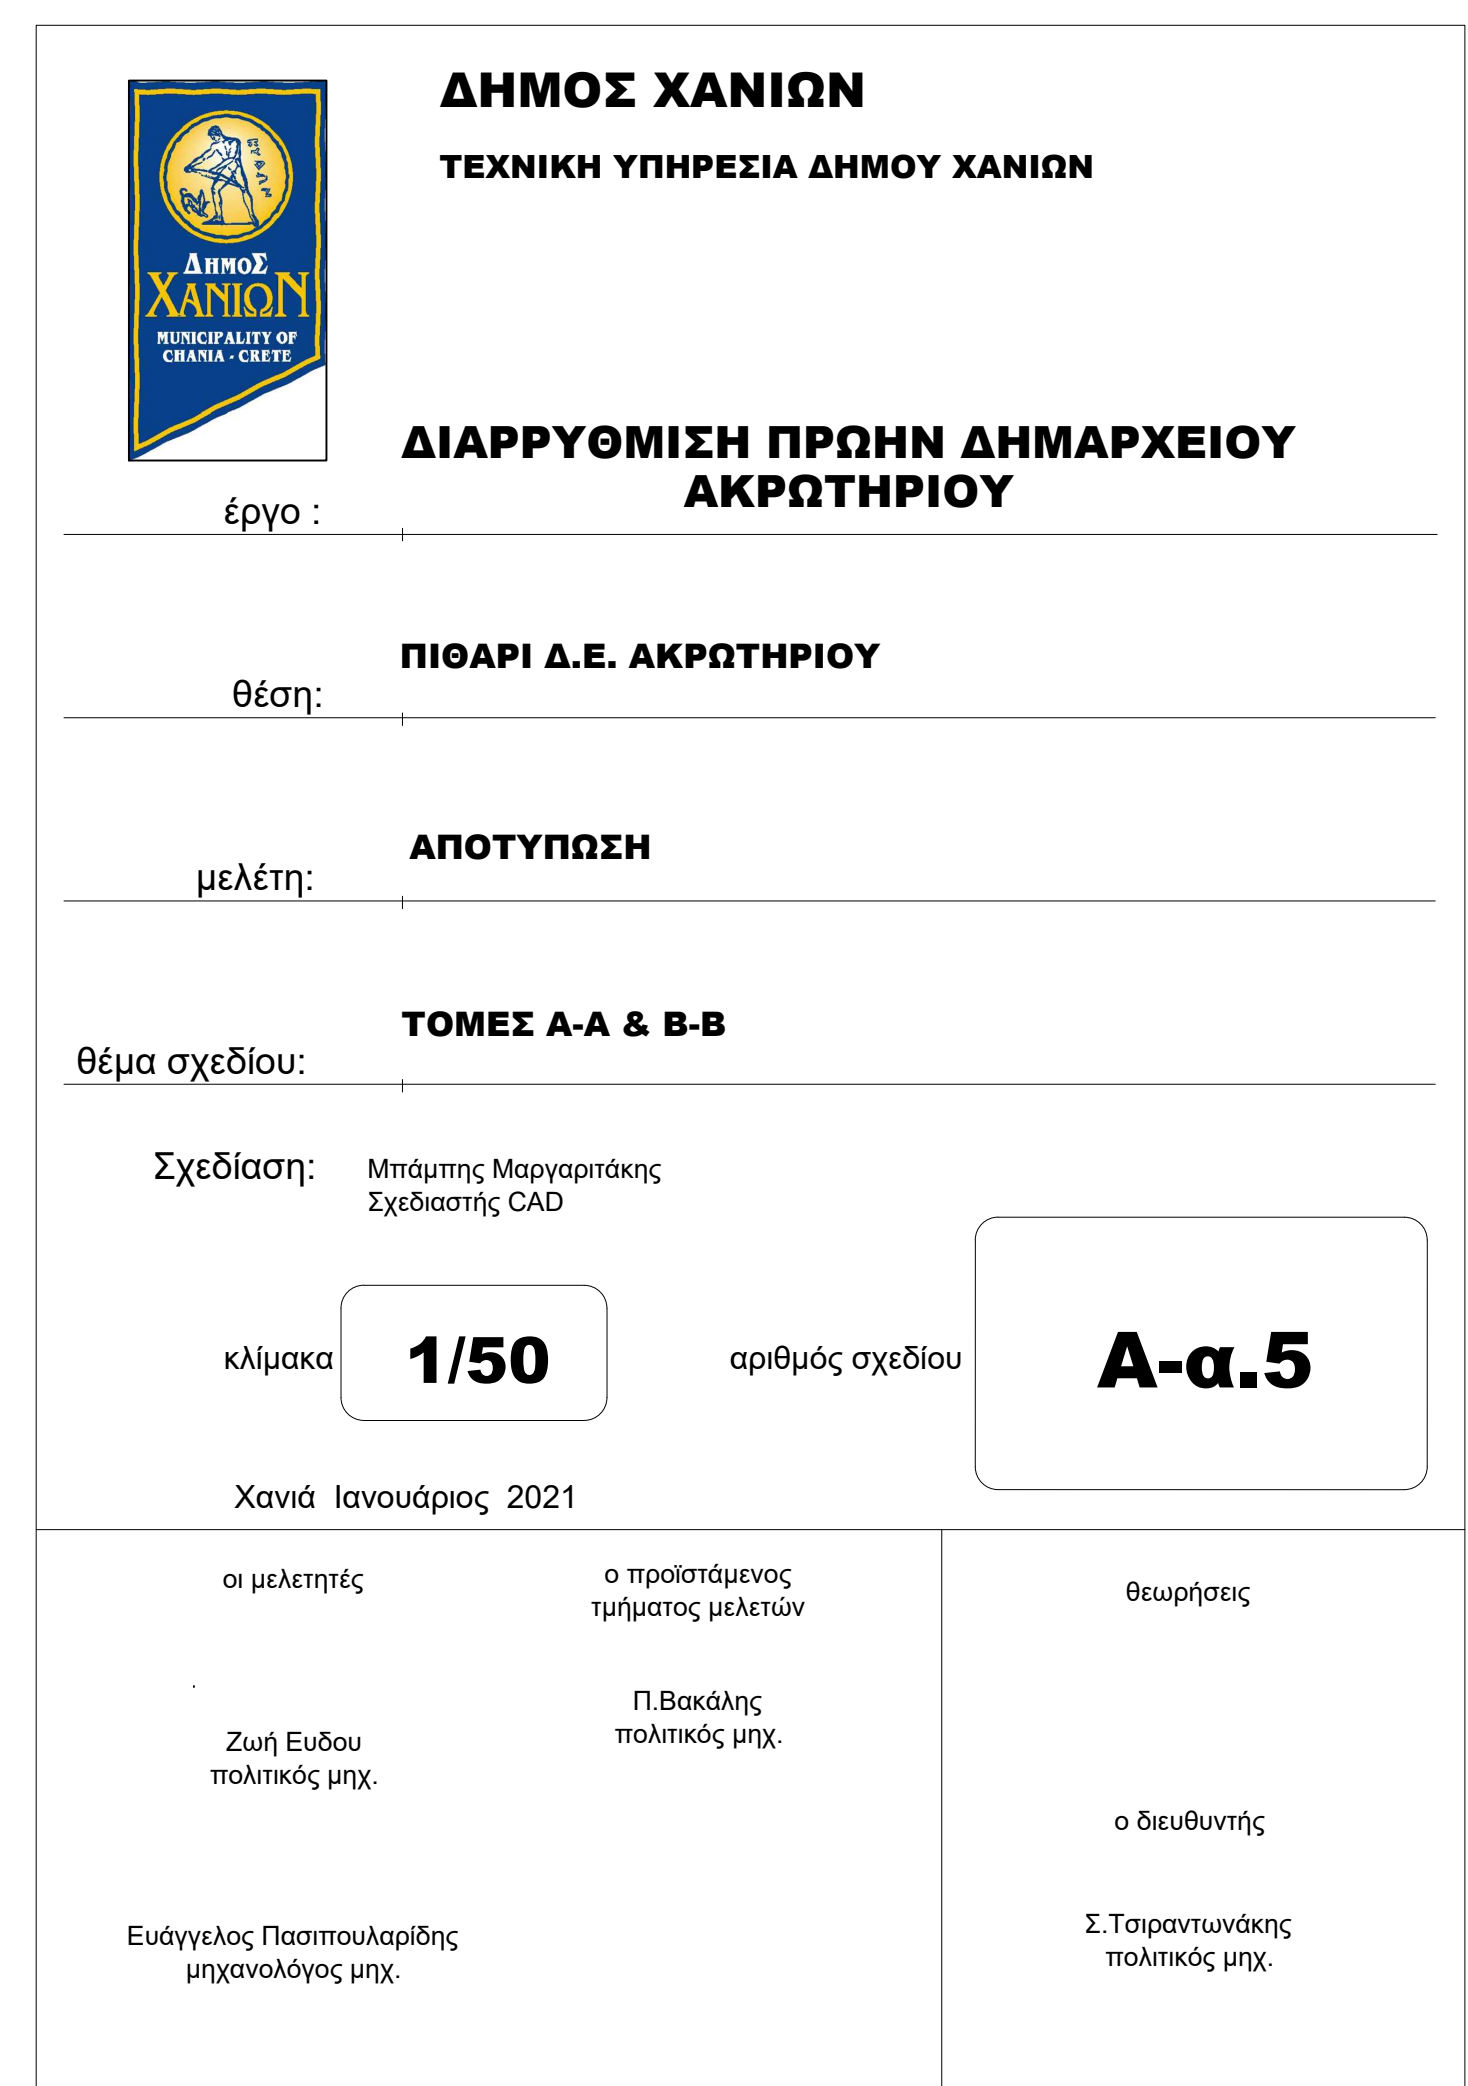 ΔΗΜΟΣ ΧΑΝΙΩΝ
ΤΕΧΝΙΚΗ ΥΠΗΡΕΣΙΑ ΔΗΜΟΥ ΧΑΝΙΩΝ
ΚΥΔΩΝ
ΔΗΜΟΣ
ΧΑΝΙΩΝ
MUNICIPALITY OF
CHANIA - CRETE
ΔΙΑΡΡΥΘΜΙΣΗ ΠΡΩΗΝ ΔΗΜΑΡΧΕΙΟΥ
ΑΚΡΩΤΗΡΙΟΥ
έργο :
ΠΙΘΑΡΙ Δ.Ε. ΑΚΡΩΤΗΡΙΟΥ
θέση:
ΑΠΟΤΥΠΩΣΗ
μελέτη:
ΤΟΜΕΣ Α-Α & Β-Β
θέμα σχεδίου:
Σχεδίαση: Μπάμπης Μαργαριτάκης
Σχεδιαστής CAD
κλίμακα 1/50 αριθμός σχεδίου Α-α.5
Χανιά Ιανουάριος 2021
οι μελετητές
ο προϊστάμενος
τμήματος μελετών
θεωρήσεις
Π.Βακάλης
πολιτικός μηχ.
Ζωή Ευδου
πολιτικός μηχ.
ο διευθυντής
Ευάγγελος Πασιπουλαρίδης
μηχανολόγος μηχ.
Σ.Τσιραντωνάκης
πολιτικός μηχ.